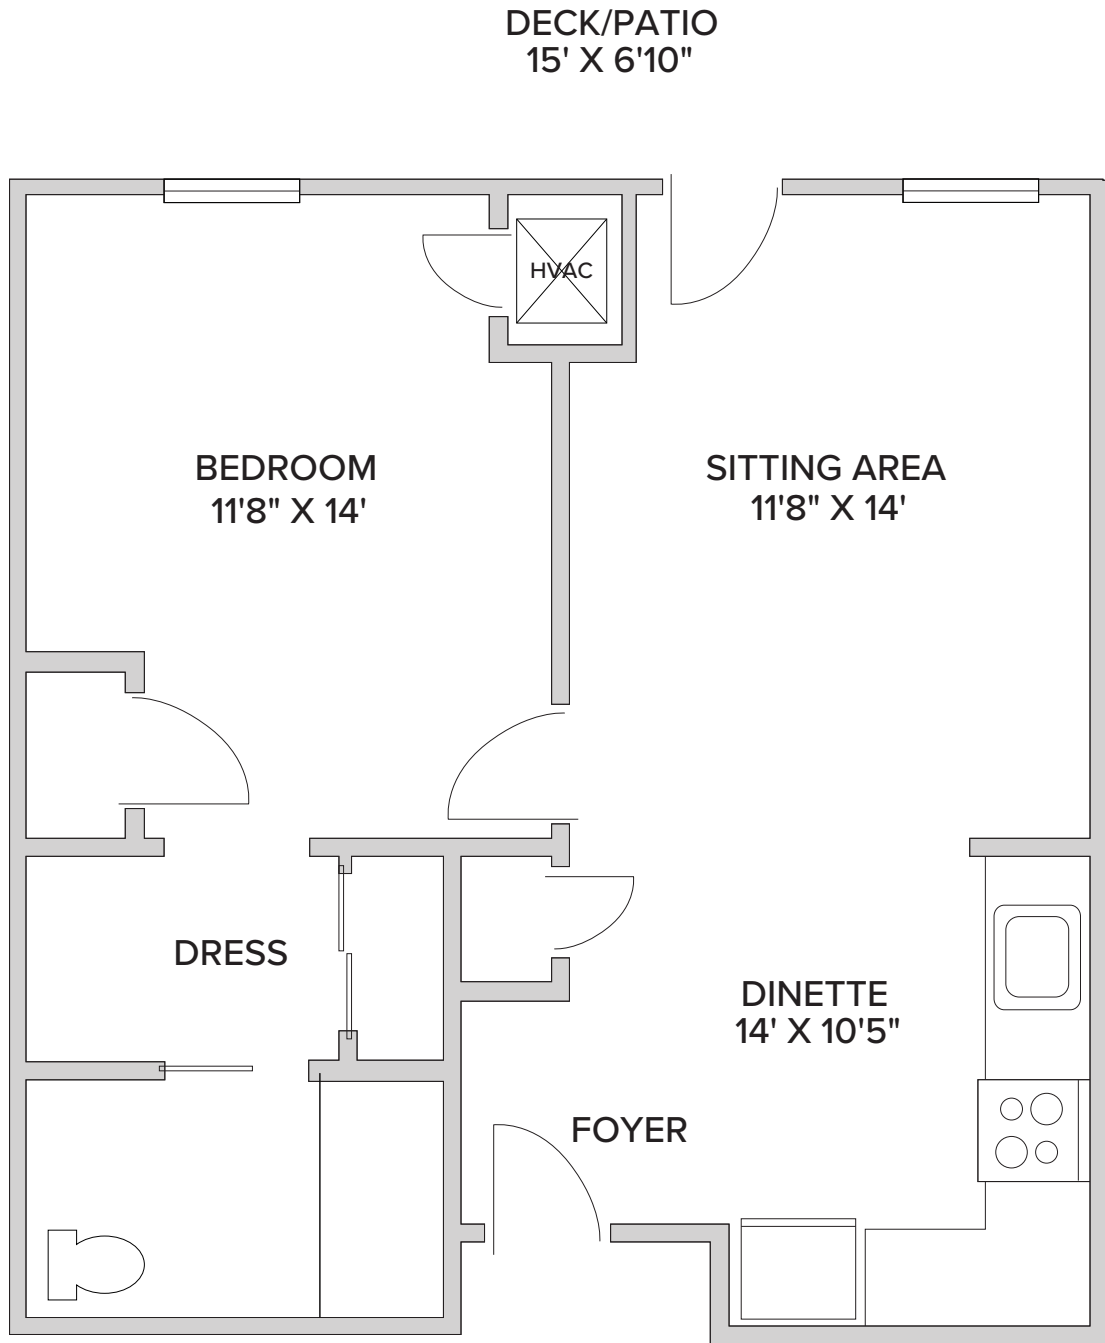 DECK/PATIO
15' X 6'10"
HVAC
BEDROOM
11'8" X 14'
SITTING AREA
11'8" X 14'
DRESS
DINETTE
14' X 10'5"
FOYER